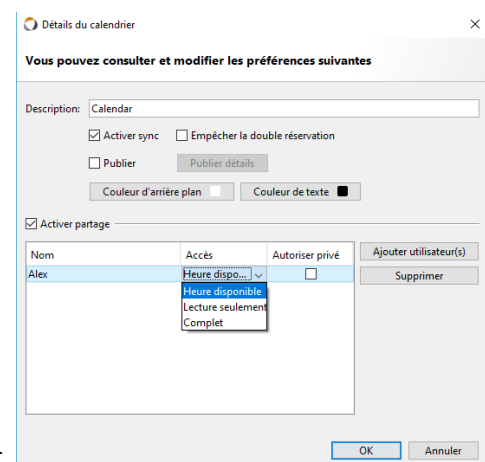 Détails du calendrier
Vous pouvez consulter et modifier les préférences suivantes
Description: Calendar
Activer sync Empêcher la double réservation
Publier Publier détails
Couleur d'arrière plan Couleur de texte
Activer partage
Nom Accès Autoriser privé Ajouter utilisateur(s)
Alex Heure dispo... Supprimer
Heure disponible
Lecture seulement
Complet
OK Annuler